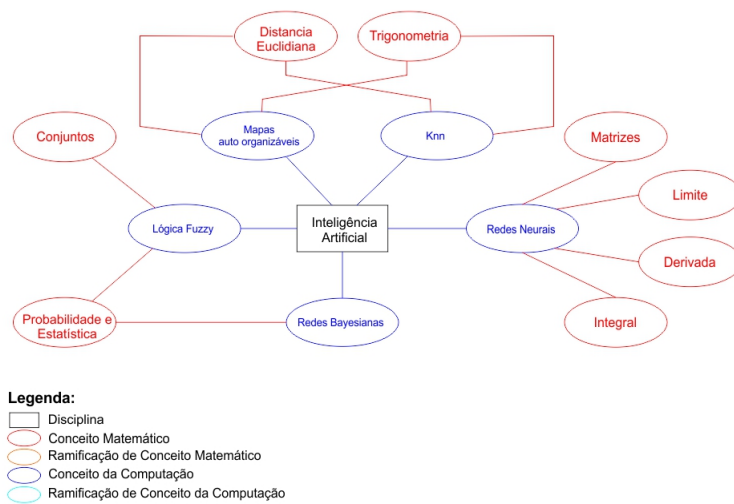 Distancia
Euclidiana
Trigonometria
Conjuntos
Mapas
auto organizáveis
Knn
Matrizes
Limite
Lógica Fuzzy
Inteligência
Artificial
Redes Neurais
Derivada
Probabilidade e
Estatística
Redes Bayesianas
Integral
Legenda:
Disciplina
Conceito Matemático
Ramificação de Conceito Matemático
Conceito da Computação
Ramificação de Conceito da Computação